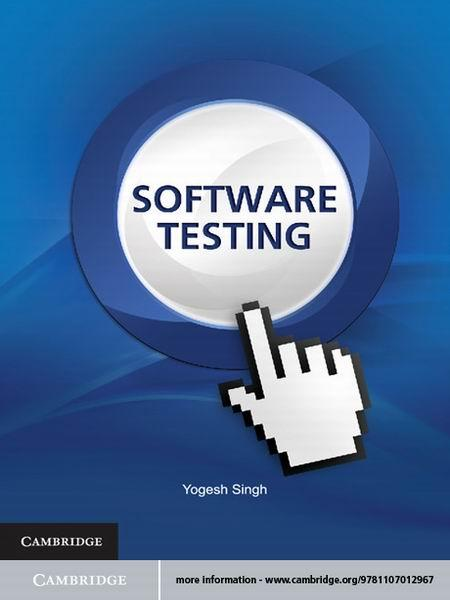 SOFTWARE
TESTING
Yogesh Singh
CAMBRIDGE
CAMBRIDGE
more information - www.cambridge.org/9781107012967